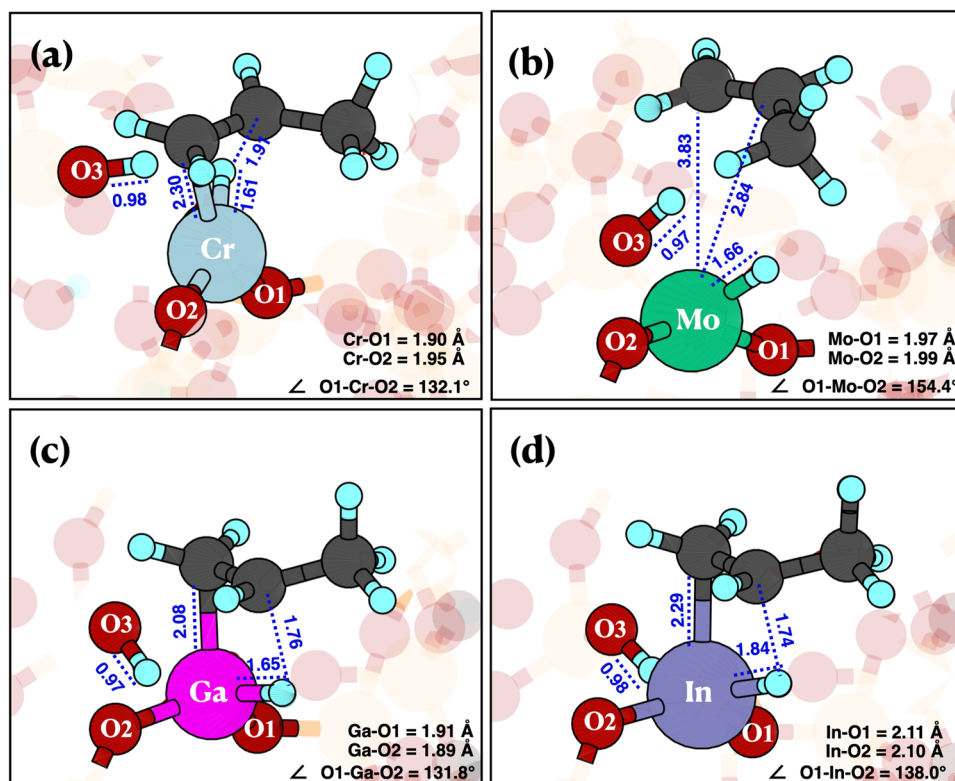 (a)
O3
0.98
2.30
1.61
1.91
Cr
O2
O1
Cr-O1 = 1.90 Å
Cr-O2 = 1.95 Å
∠ O1-Cr-O2 = 132.1°
(b)
3.83
2.84
O3
0.97
1.66
Mo
O2
O1
Mo-O1 = 1.97 Å
Mo-O2 = 1.99 Å
∠ O1-Mo-O2 = 154.4°
(c)
O3
0.97
2.08
1.76
1.65
Ga
O2
O1
Ga-O1 = 1.91 Å
Ga-O2 = 1.89 Å
∠ O1-Ga-O2 = 131.8°
(d)
O3
0.98
2.29
1.74
1.84
In
O2
O1
In-O1 = 2.11 Å
In-O2 = 2.10 Å
∠ O1-In-O2 = 138.0°